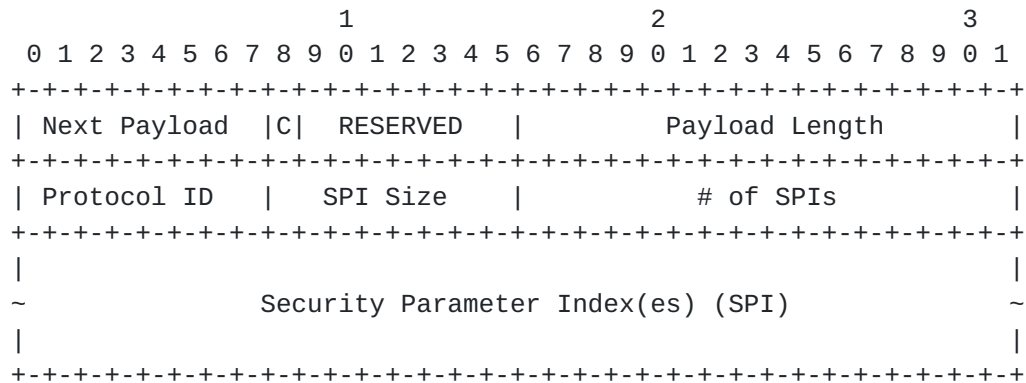 1                   2                   3
 0 1 2 3 4 5 6 7 8 9 0 1 2 3 4 5 6 7 8 9 0 1 2 3 4 5 6 7 8 9 0 1
+-+-+-+-+-+-+-+-+-+-+-+-+-+-+-+-+-+-+-+-+-+-+-+-+-+-+-+-+-+-+-+-+
| Next Payload  |C|  RESERVED   |         Payload Length        |
+-+-+-+-+-+-+-+-+-+-+-+-+-+-+-+-+-+-+-+-+-+-+-+-+-+-+-+-+-+-+-+-+
| Protocol ID   |   SPI Size    |           # of SPIs           |
+-+-+-+-+-+-+-+-+-+-+-+-+-+-+-+-+-+-+-+-+-+-+-+-+-+-+-+-+-+-+-+-+
|                                                               |
~               Security Parameter Index(es) (SPI)              ~
|                                                               |
+-+-+-+-+-+-+-+-+-+-+-+-+-+-+-+-+-+-+-+-+-+-+-+-+-+-+-+-+-+-+-+-+